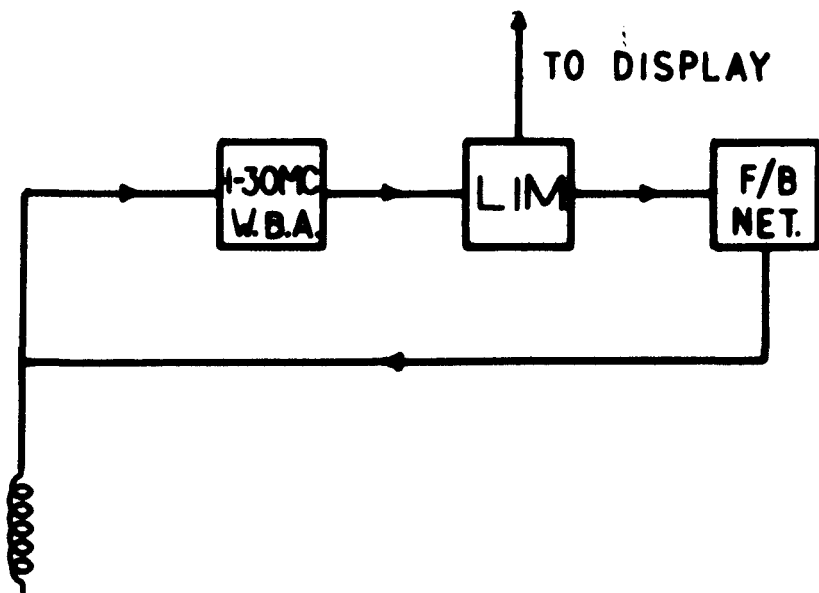 TO DISPLAY
1-30MC
W.B.A.
LIM
F/B
NET.